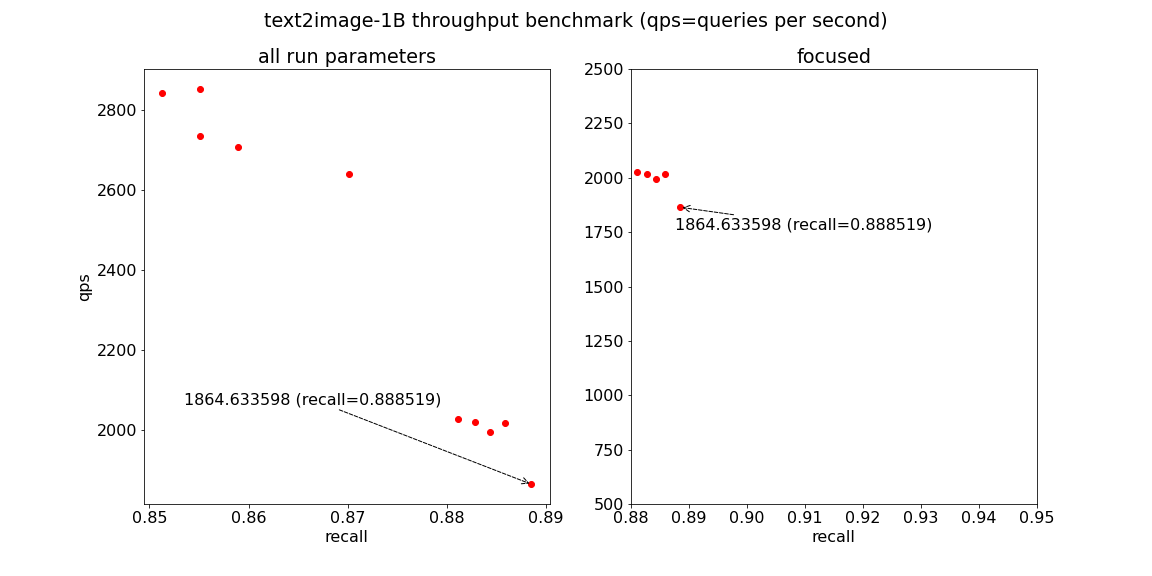 text2image-1B throughput benchmark (qps=queries per second)
all run parameters
2800
2600
2400
2200
2000
qps
1864.633598 (recall=0.888519)
0.85 0.86 0.87 0.88 0.89
recall
focused
2500
2250
2000
1750
1500
1250
1000
750
500
1864.633598 (recall=0.888519)
0.88 0.89 0.90 0.91 0.92 0.93 0.94 0.95
recall